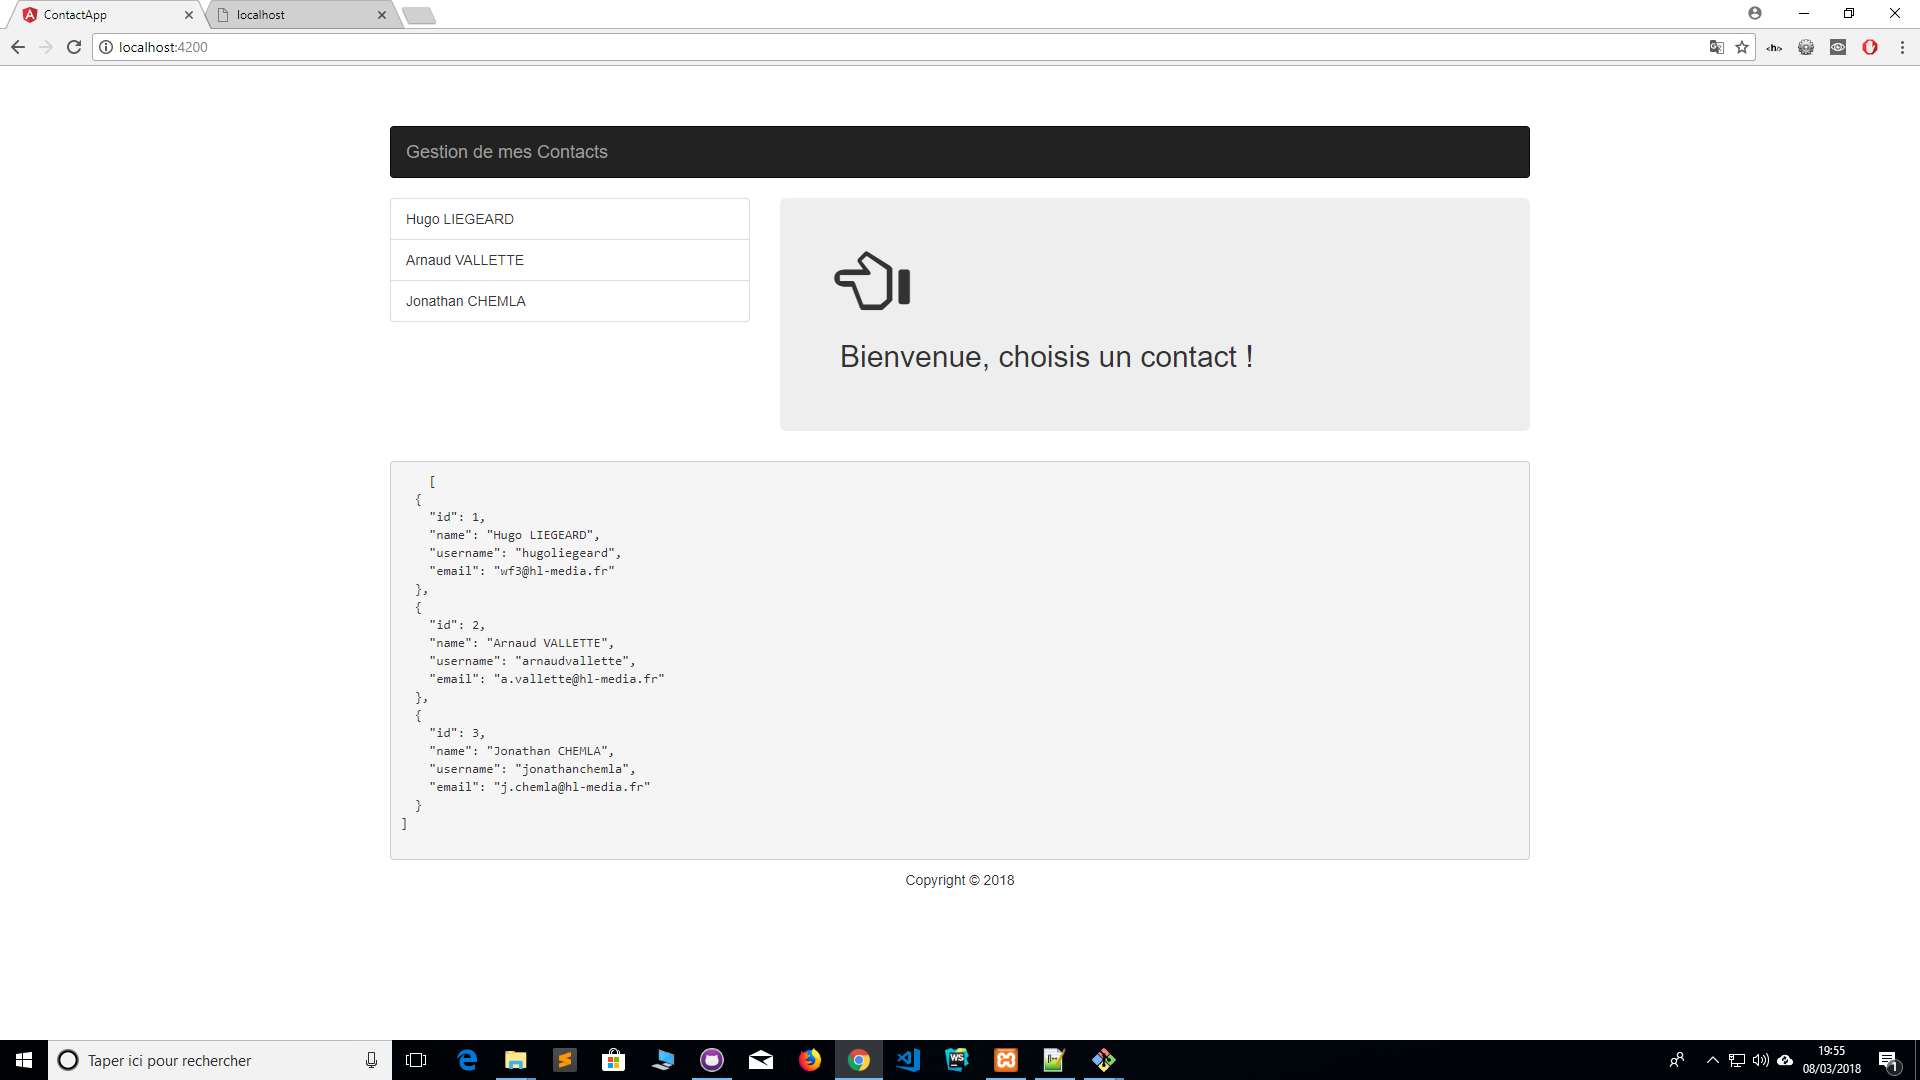 ContactApp
localhost
localhost:4200
Gestion de mes Contacts
Hugo LIEGEARD
Arnaud VALLETTE
Jonathan CHEMLA
Bienvenue, choisis un contact !
[
{
"id": 1,
"name": "Hugo LIEGEARD",
"username": "hugoliegeard",
"email": "wf3@hl-media.fr"
},
{
"id": 2,
"name": "Arnaud VALLETTE",
"username": "arnaudvallette",
"email": "a.vallette@hl-media.fr"
},
{
"id": 3,
"name": "Jonathan CHEMLA",
"username": "jonathanchemla",
"email": "j.chemla@hl-media.fr"
}
]
Copyright © 2018
Taper ici pour rechercher
19:55
08/03/2018
1